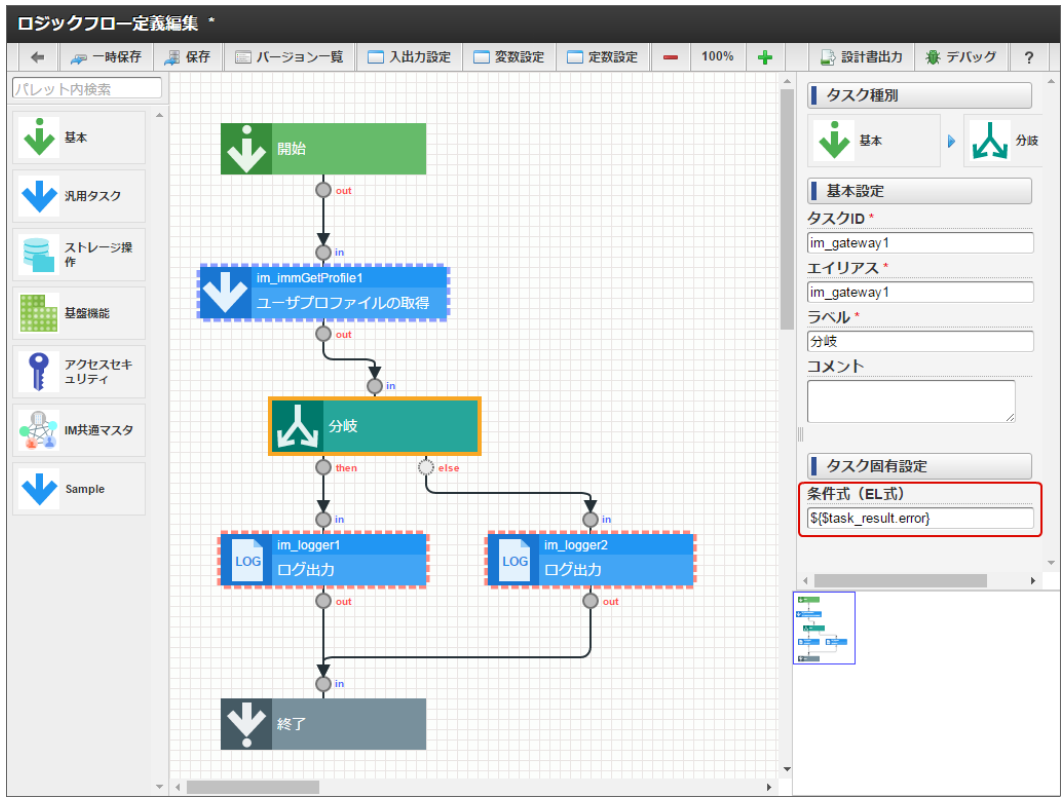 ロジックフロー定義編集 *
一時保存 保存 バージョン一覧 入出力設定 変数設定 定数設定 100% 設計書出力 デバッグ ?
パレット内検索
基本
汎用タスク
ストレージ操
作
基盤機能
アクセスセキ
ュリティ
IM共通マスタ
Sample
開始
out
in
im_immGetProfile1
ユーザプロファイルの取得
out
in
分岐
then
else
in
in
im_logger1
LOG
ログ出力
im_logger2
LOG
ログ出力
out
out
in
終了
タスク種別
基本 分岐
基本設定
タスクID *
im_gateway1
エイリアス *
im_gateway1
ラベル *
分岐
コメント
タスク固有設定
条件式（EL式）
${$task_result.error}